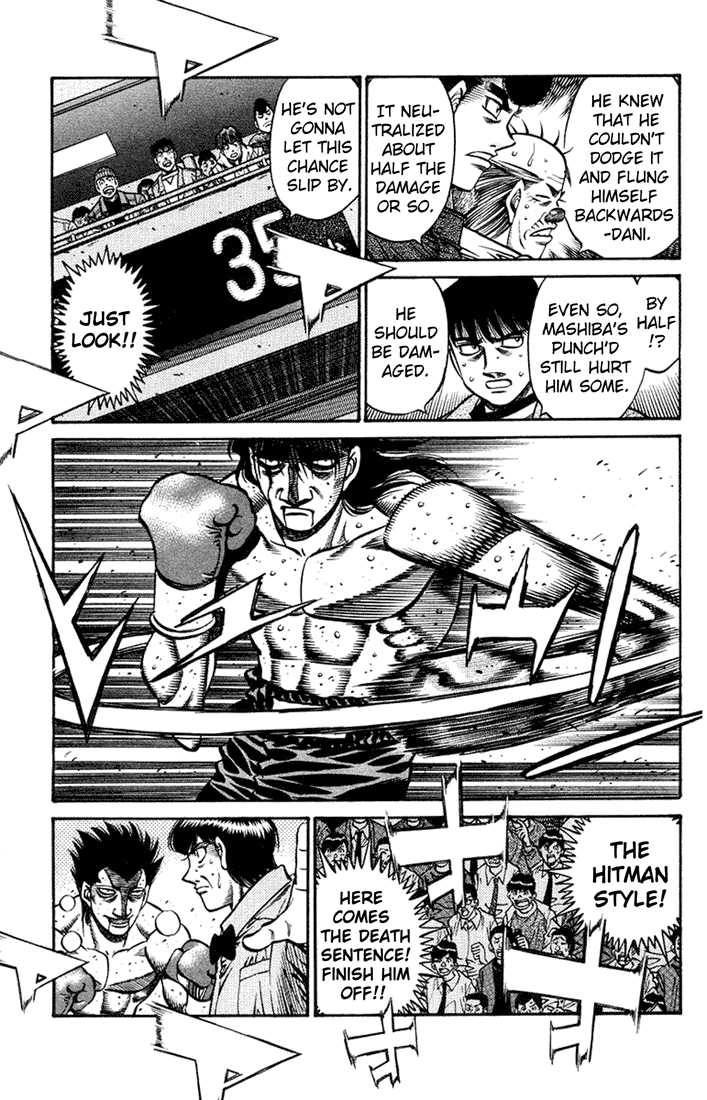 HE KNEW
THAT HE
COULDN'T
DODGE IT
AND FLUNG
HIMSELF
BACKWARDS
-DANI.
IT NEU-
TRALIZED
ABOUT
HALF THE
DAMAGE
OR SO.
HE'S NOT
GONNA
LET THIS
CHANCE
SLIP BY.
35
JUST
LOOK!!
BY
HALF
!?
EVEN SO,
MASHIBA'S
PUNCH'D
STILL HURT
HIM SOME.
HE
SHOULD
BE DAM-
AGED.
THE
HITMAN
STYLE!
HERE
COMES
THE DEATH
SENTENCE!
FINISH HIM
OFF!!
キ
キ
キ